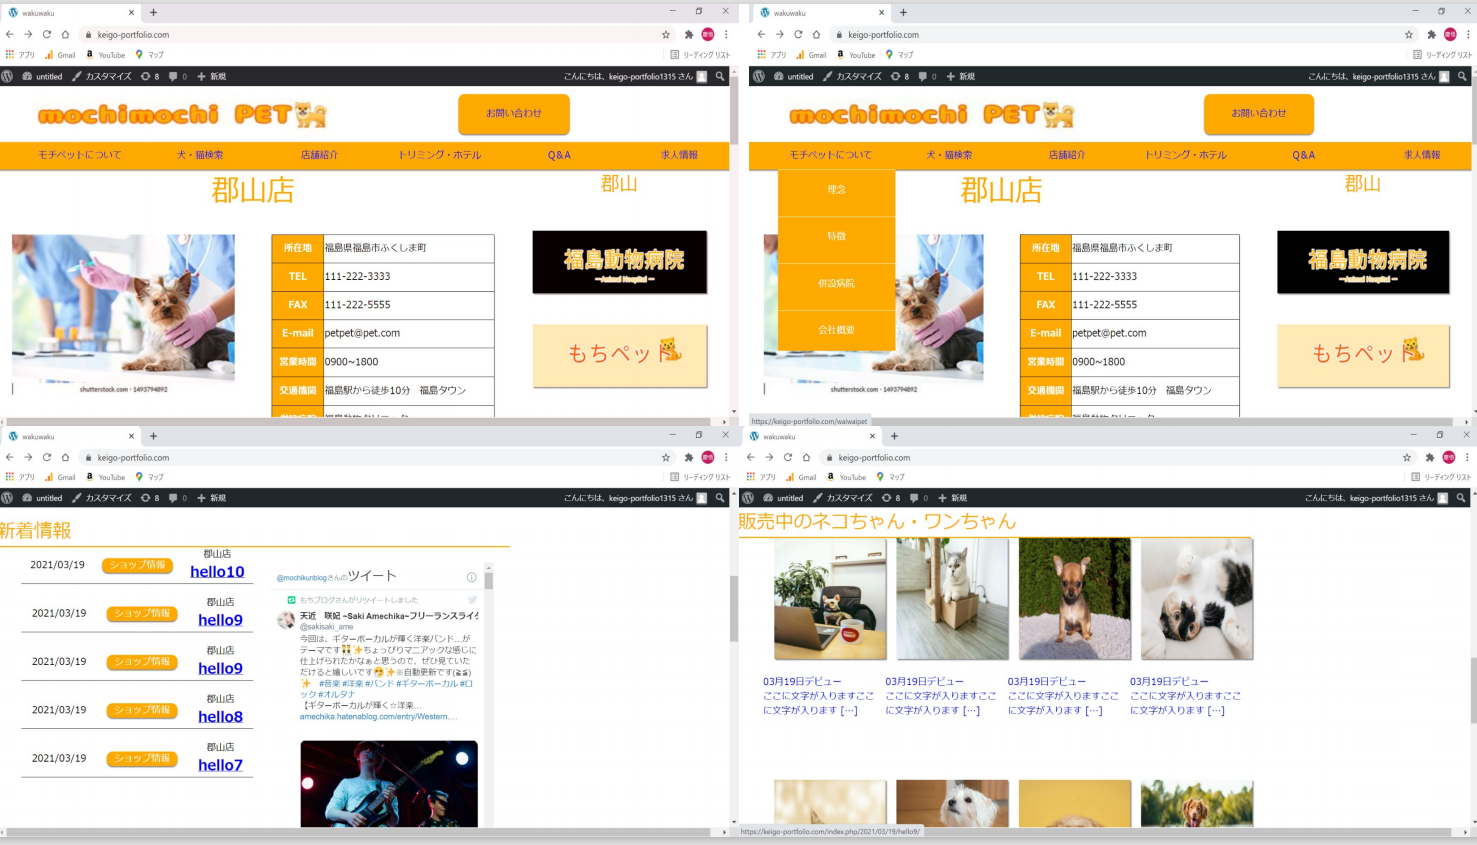 wakuwaku
keigo-portfolio.com
アプリ Gmail YouTube マップ リーディング リスト
untitled カスタマイズ 8 0 新規 こんにちは、keigo-portfolio1315 さん
mochimochi PET お問い合わせ
モチペットについて 犬・猫検索 店舗紹介 トリミング・ホテル Q&A 求人情報
郡山店 郡山
所在地 福島県福島市ふくしま町
TEL 111-222-3333
FAX 111-222-5555
E-mail petpet@pet.com
営業時間 0900~1800
交通機関 福島駅から徒歩10分 福島タウン
福島動物病院
—Animal Hospital—
もちペット
shutterstock.com · 1493794892
wakuwaku
keigo-portfolio.com
アプリ Gmail YouTube マップ リーディング リスト
untitled カスタマイズ 8 0 新規 こんにちは、keigo-portfolio1315 さん
mochimochi PET お問い合わせ
モチペットについて 犬・猫検索 店舗紹介 トリミング・ホテル Q&A 求人情報
理念
特徴
併設病院
会社概要
郡山店 郡山
所在地 福島県福島市ふくしま町
TEL 111-222-3333
FAX 111-222-5555
E-mail petpet@pet.com
営業時間 0900~1800
交通機関 福島駅から徒歩10分 福島タウン
福島動物病院
—Animal Hospital—
もちペット
shutterstock.com · 1493794892
https://keigo-portfolio.com/waiwaipet
wakuwaku
keigo-portfolio.com
アプリ Gmail YouTube マップ リーディング リスト
untitled カスタマイズ 8 0 新規 こんにちは、keigo-portfolio1315 さん
新着情報
2021/03/19 ショップ情報 郡山店
hello10
2021/03/19 ショップ情報 郡山店
hello9
2021/03/19 ショップ情報 郡山店
hello9
2021/03/19 ショップ情報 郡山店
hello8
2021/03/19 ショップ情報 郡山店
hello7
@mochikunblogさんのツイート
もちブログさんがリツイートしました
天近 咲妃 ~Saki Amechika~フリーランスライタ
@sakisaki_ame
今回は、ギターボーカルが輝く洋楽バンド...が
テーマです ちょっぴりマニアックな感じに
仕上げられたかなぁと思うので、ぜひ見ていた
だけると嬉しいです ※自動更新です(≧≦)
#音楽 #洋楽 #バンド #ギターボーカル #ロ
ック #オルタナ
【ギターボーカルが輝く☆洋楽...
amechika.hatenablog.com/entry/Western....
wakuwaku
keigo-portfolio.com
アプリ Gmail YouTube マップ リーディング リスト
untitled カスタマイズ 8 0 新規 こんにちは、keigo-portfolio1315 さん
販売中のネコちゃん・ワンちゃん
03月19日デビュー 03月19日デビュー 03月19日デビュー 03月19日デビュー
ここに文字が入りますここ ここに文字が入りますここ ここに文字が入りますここ ここに文字が入りますここ
に文字が入ります […] に文字が入ります […] に文字が入ります […] に文字が入ります […]
https://keigo-portfolio.com/index.php/2021/03/19/hello9/